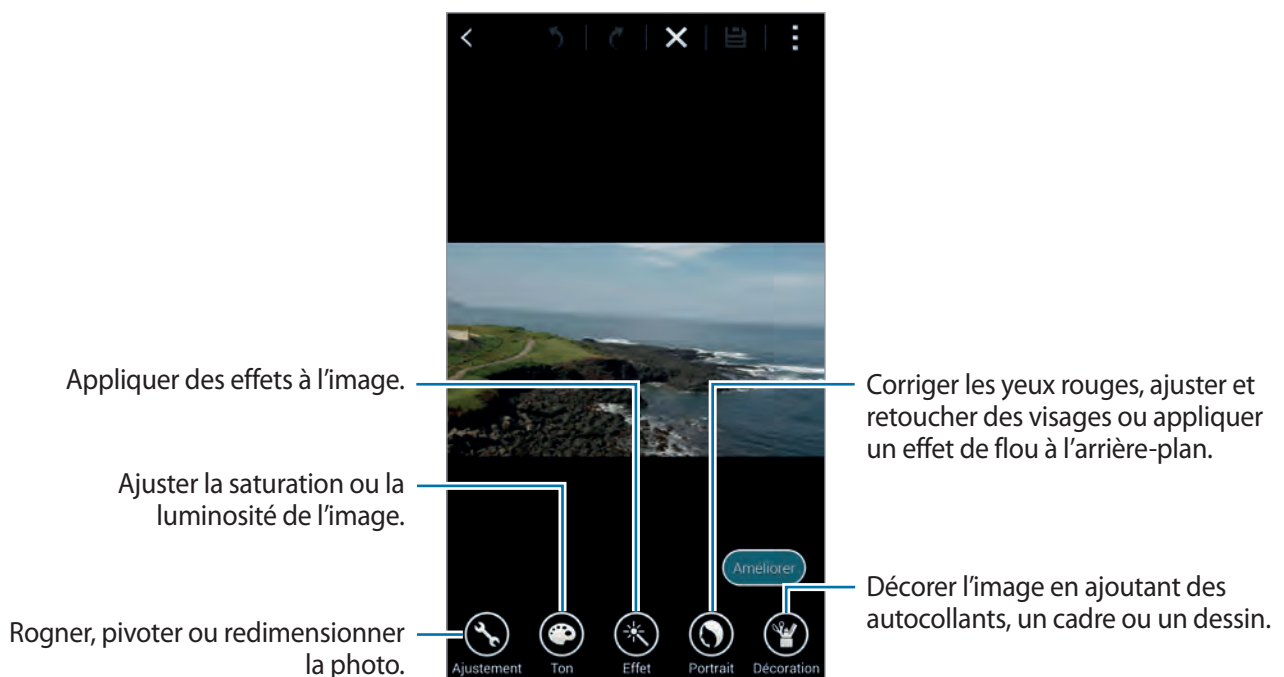 Appliquer des effets à l’image.
Ajuster la saturation ou la
luminosité de l’image.
Rogner, pivoter ou redimensionner
la photo.
Corriger les yeux rouges, ajuster et
retoucher des visages ou appliquer
un effet de flou à l’arrière-plan.
Améliorer
Décorer l’image en ajoutant des
autocollants, un cadre ou un dessin.
Ajustement Ton Effet Portrait Décoration